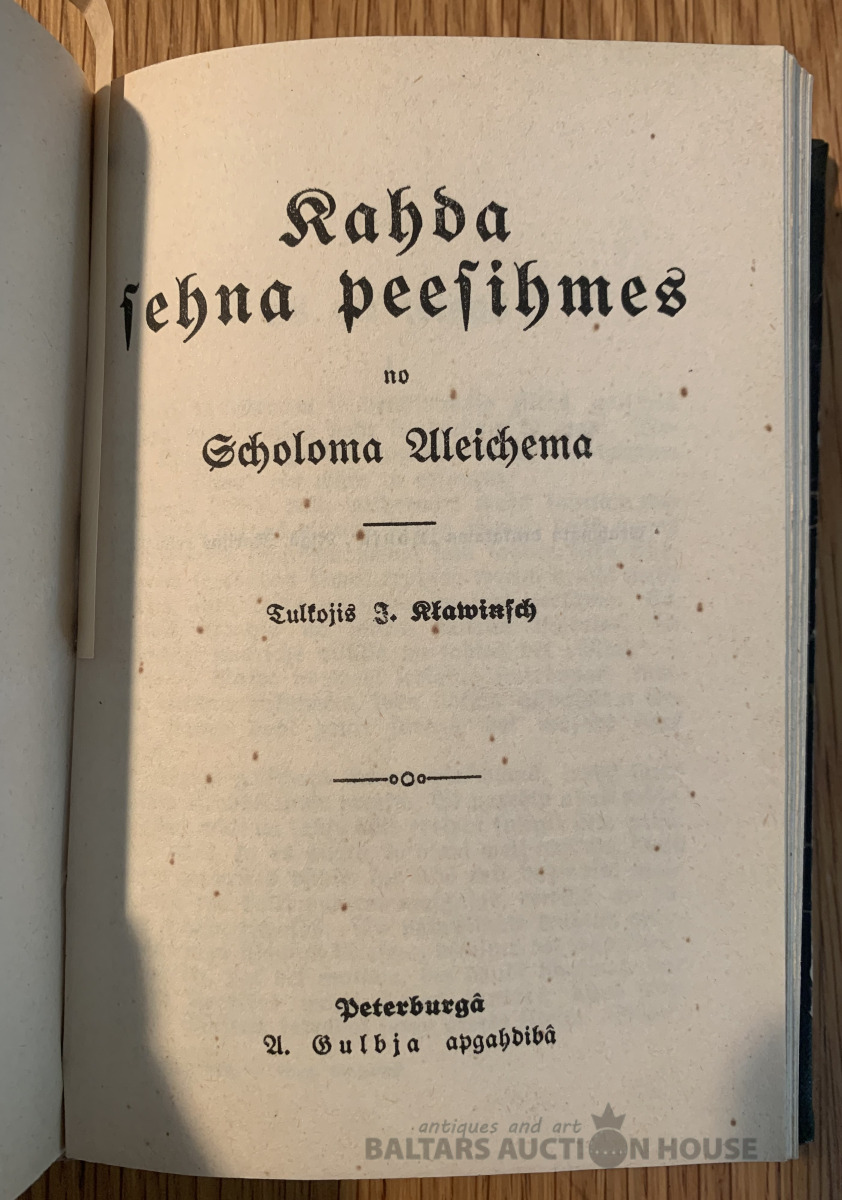 Kahda
ſehna peeſihmes
no
Scholoma Aleichema
Tulkojis J. Klawinſch
Peterburgâ
A. Gulbja apgahdibâ
antiques and art
BALTARS AUCTION HOUSE